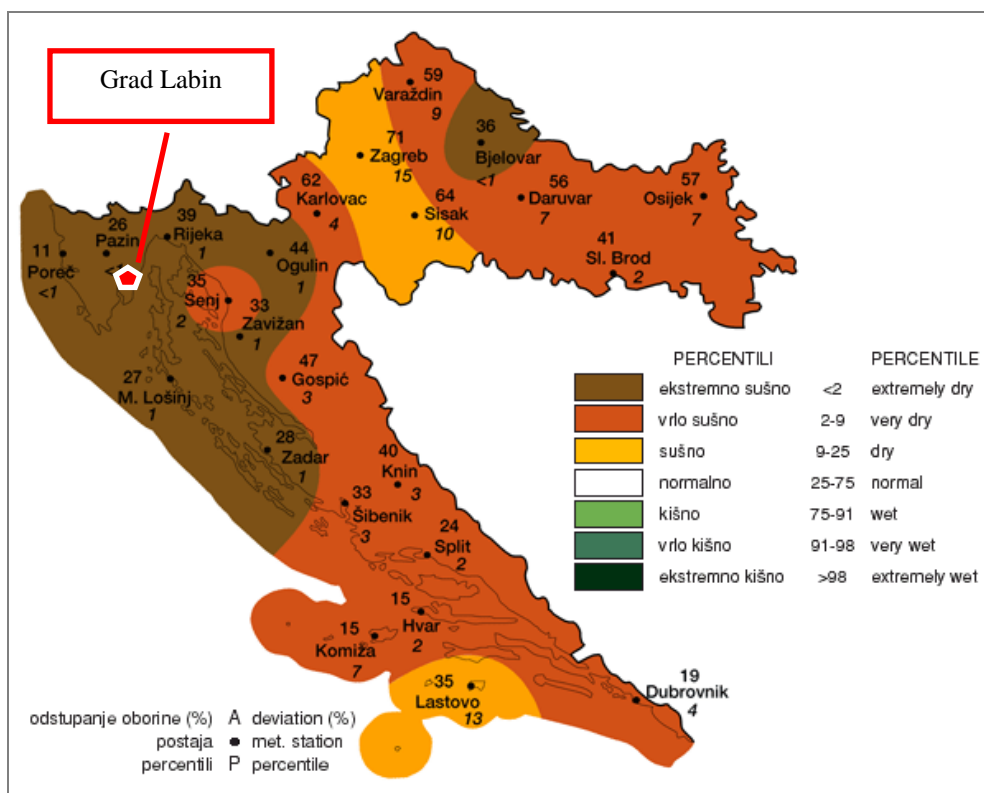 Grad Labin
59
Varaždin
9
36
Bjelovar
<1
71
Zagreb
15
62
Karlovac
4
64
Sisak
10
56
Daruvar
7
57
Osijek
7
41
Sl. Brod
2
39
Rijeka
1
26
Pazin
<1
11
Poreč
<1
44
Ogulin
1
35
Senj
2
33
Zavižan
1
47
Gospić
3
27
M. Lošinj
1
28
Zadar
1
40
Knin
3
33
Šibenik
3
24
Split
2
15
Hvar
2
15
Komiža
7
35
Lastovo
13
19
Dubrovnik
4
PERCENTILI PERCENTILE
ekstremno sušno <2 extremely dry
vrlo sušno 2-9 very dry
sušno 9-25 dry
normalno 25-75 normal
kišno 75-91 wet
vrlo kišno 91-98 very wet
ekstremno kišno >98 extremely wet
odstupanje oborine (%) A deviation (%)
postaja met. station
percentili P percentile